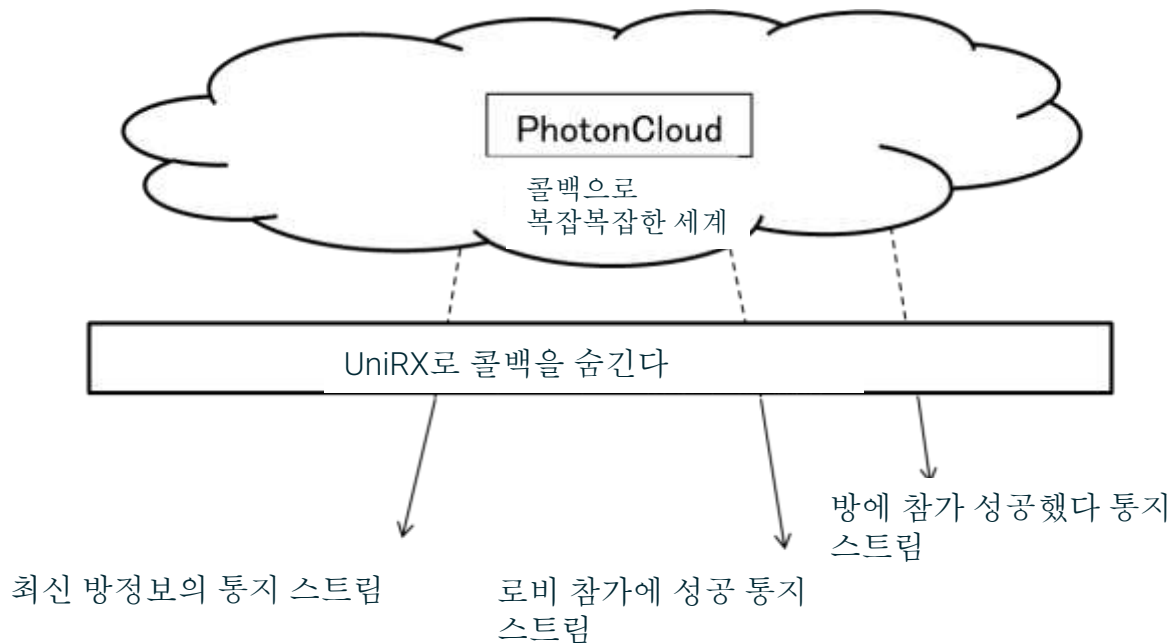 PhotonCloud
콜백으로
복잡복잡한 세계
UniRX로 콜백을 숨긴다
방에 참가 성공했다 통지
스트림
최신 방정보의 통지 스트림
로비 참가에 성공 통지
스트림